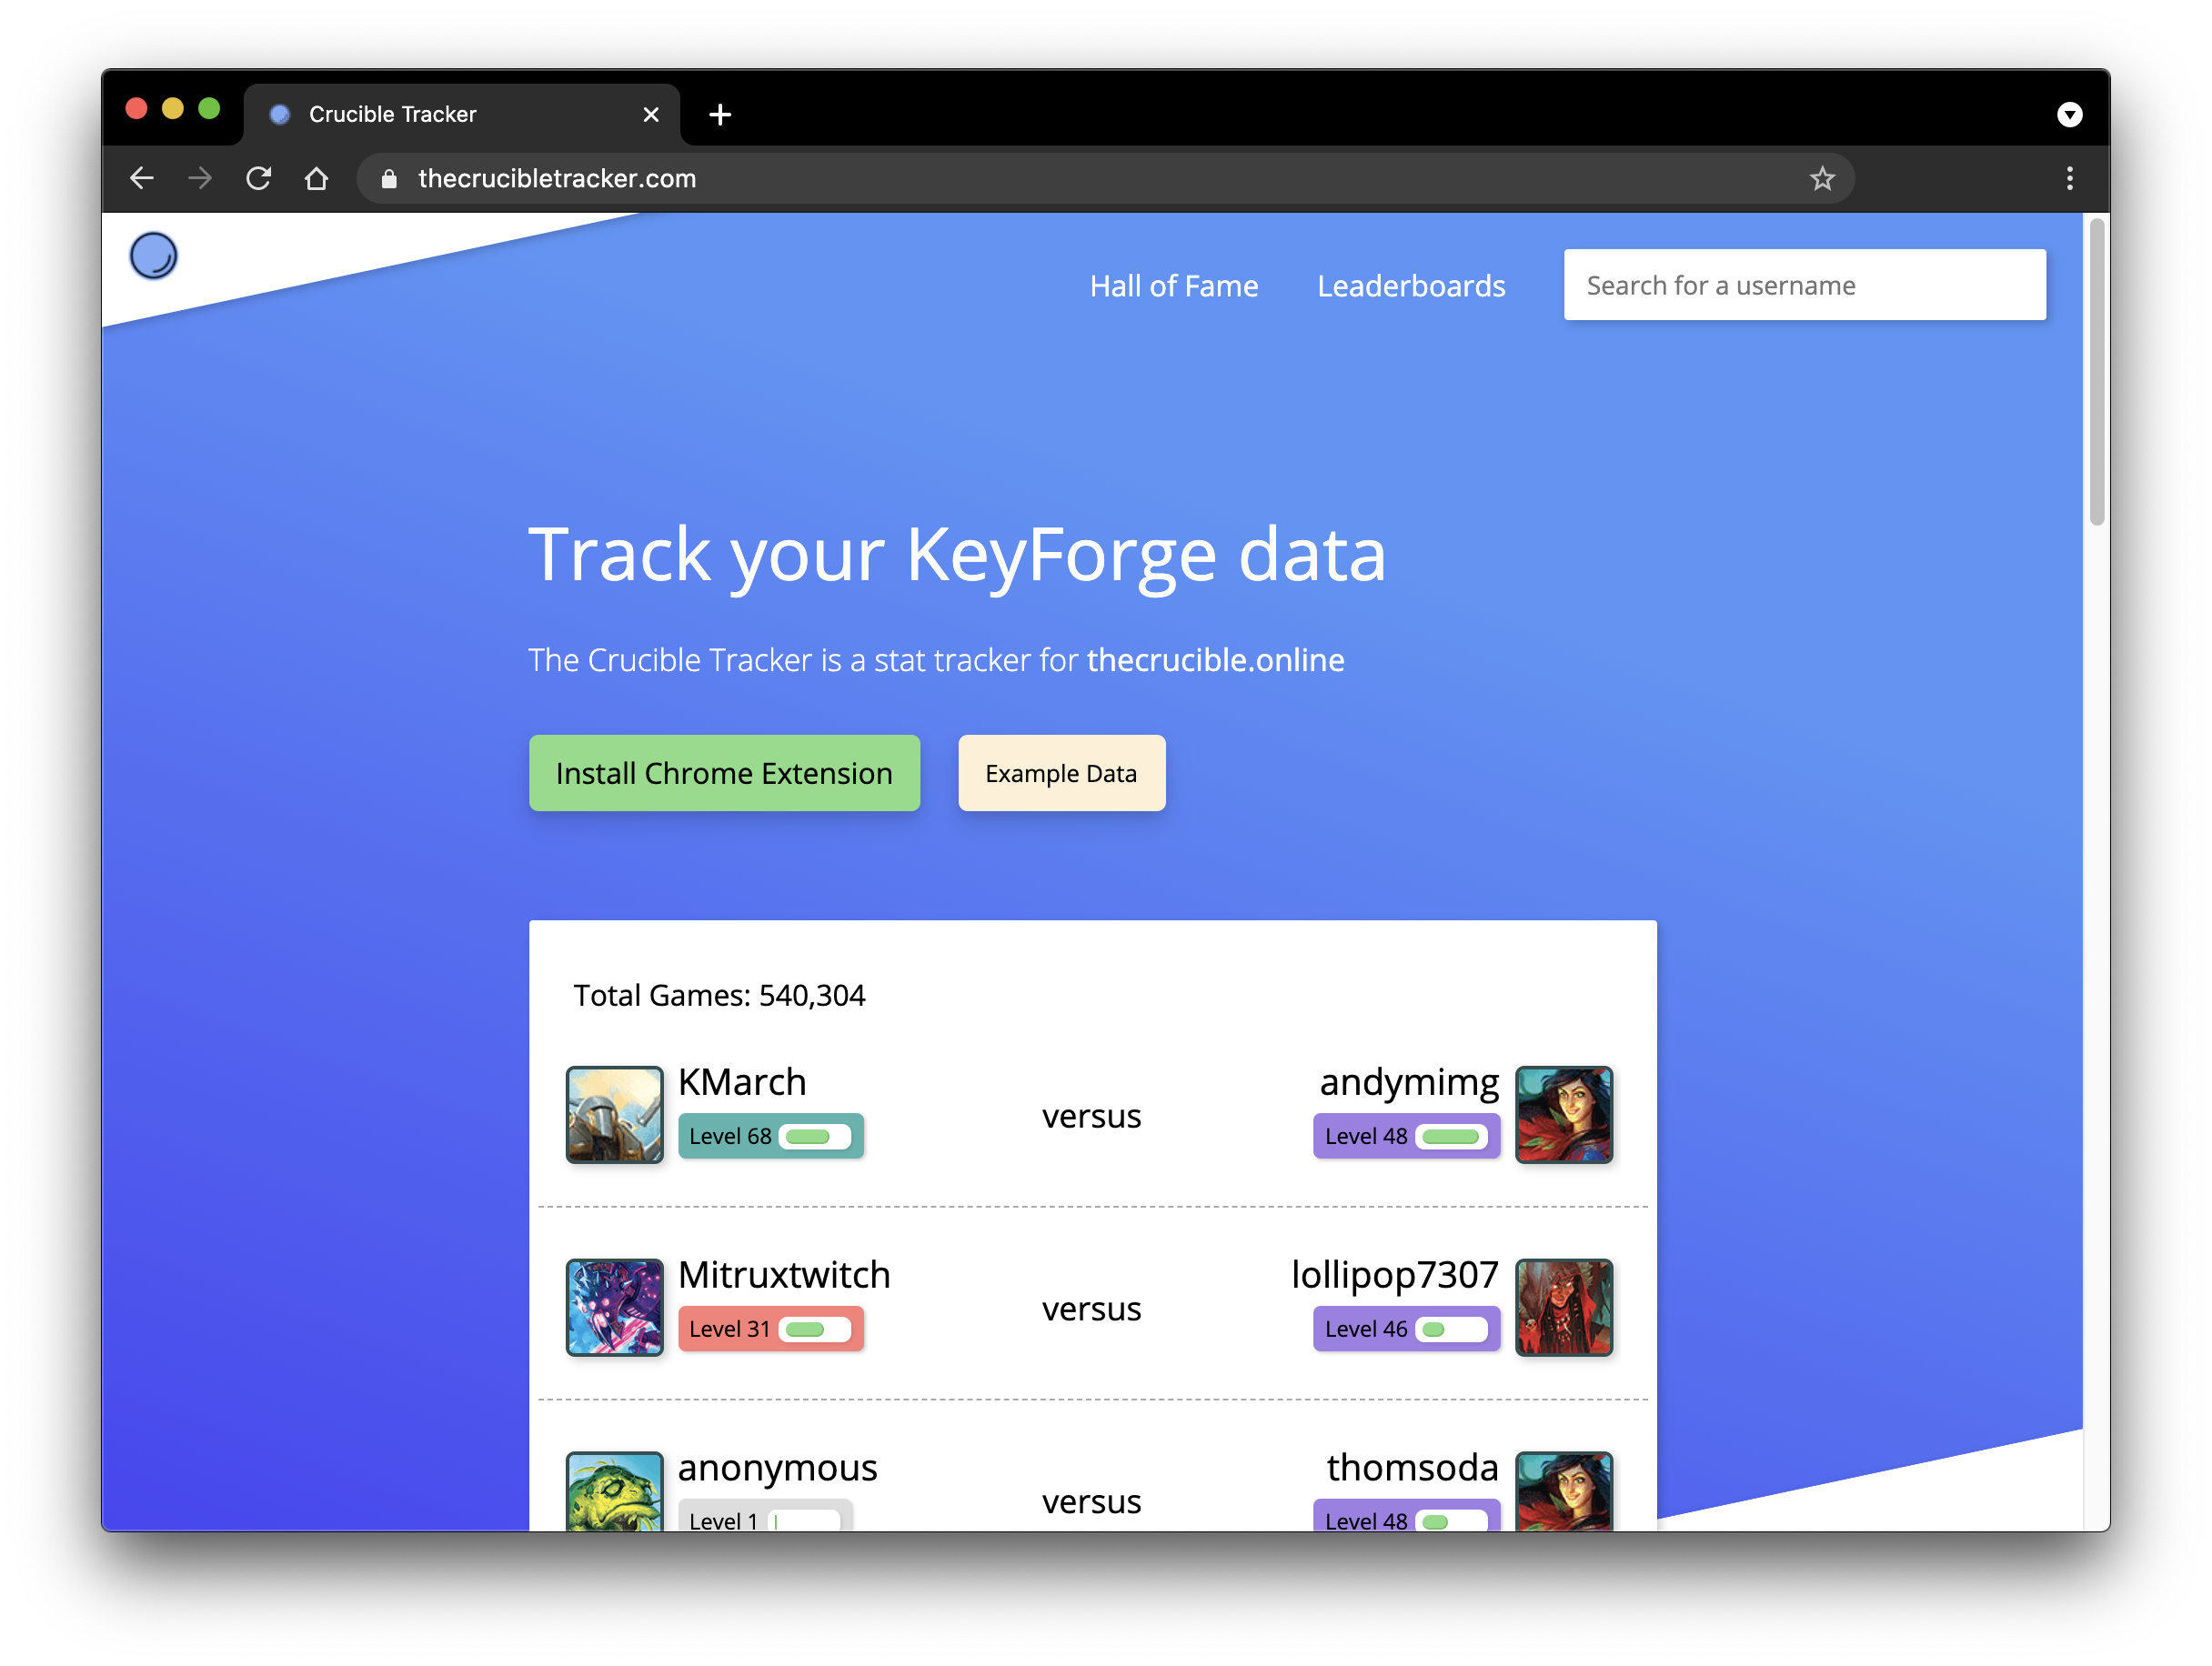 Crucible Tracker
thecrucibletracker.com
Hall of Fame
Leaderboards
Search for a username
Track your KeyForge data
The Crucible Tracker is a stat tracker for thecrucible.online
Install Chrome Extension
Example Data
Total Games: 540,304
KMarch
Level 68
versus
andymimg
Level 48
Mitruxtwitch
Level 31
versus
lollipop7307
Level 46
anonymous
Level 1
versus
thomsoda
Level 48